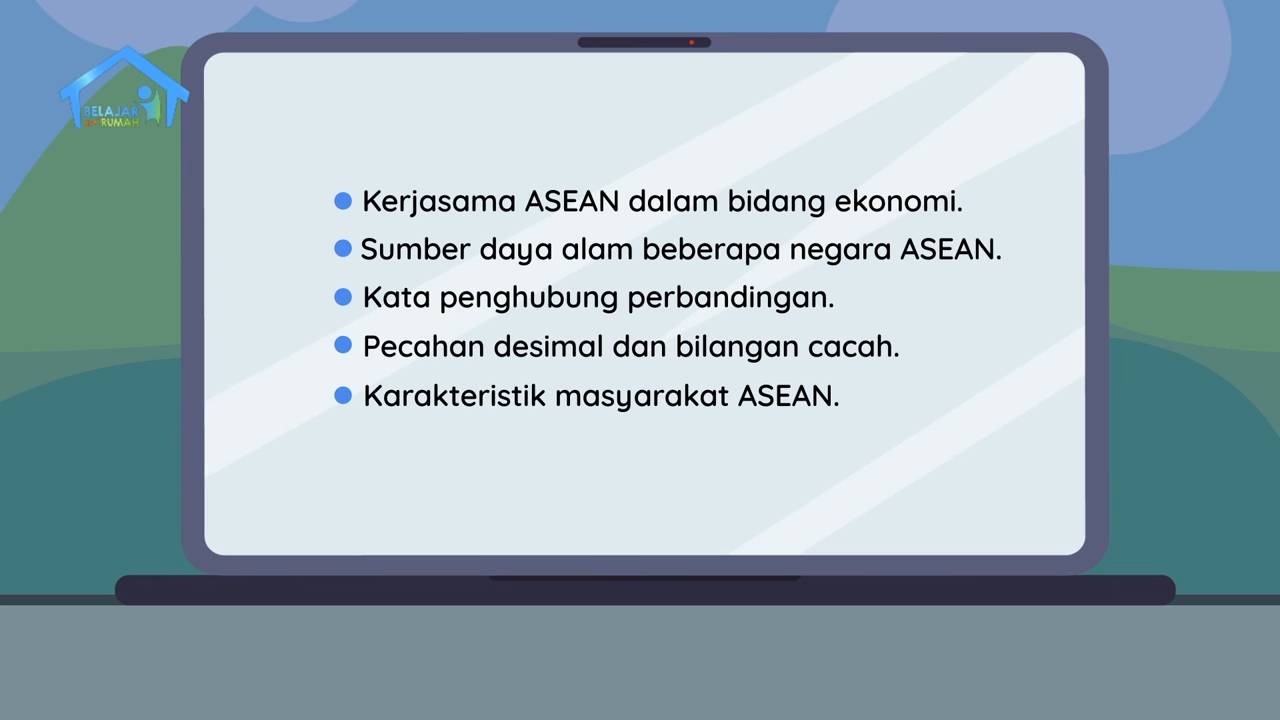 BELAJAR
RUMAH
Kerjasama ASEAN dalam bidang ekonomi.
Sumber daya alam beberapa negara ASEAN.
Kata penghubung perbandingan.
Pecahan desimal dan bilangan cacah.
Karakteristik masyarakat ASEAN.